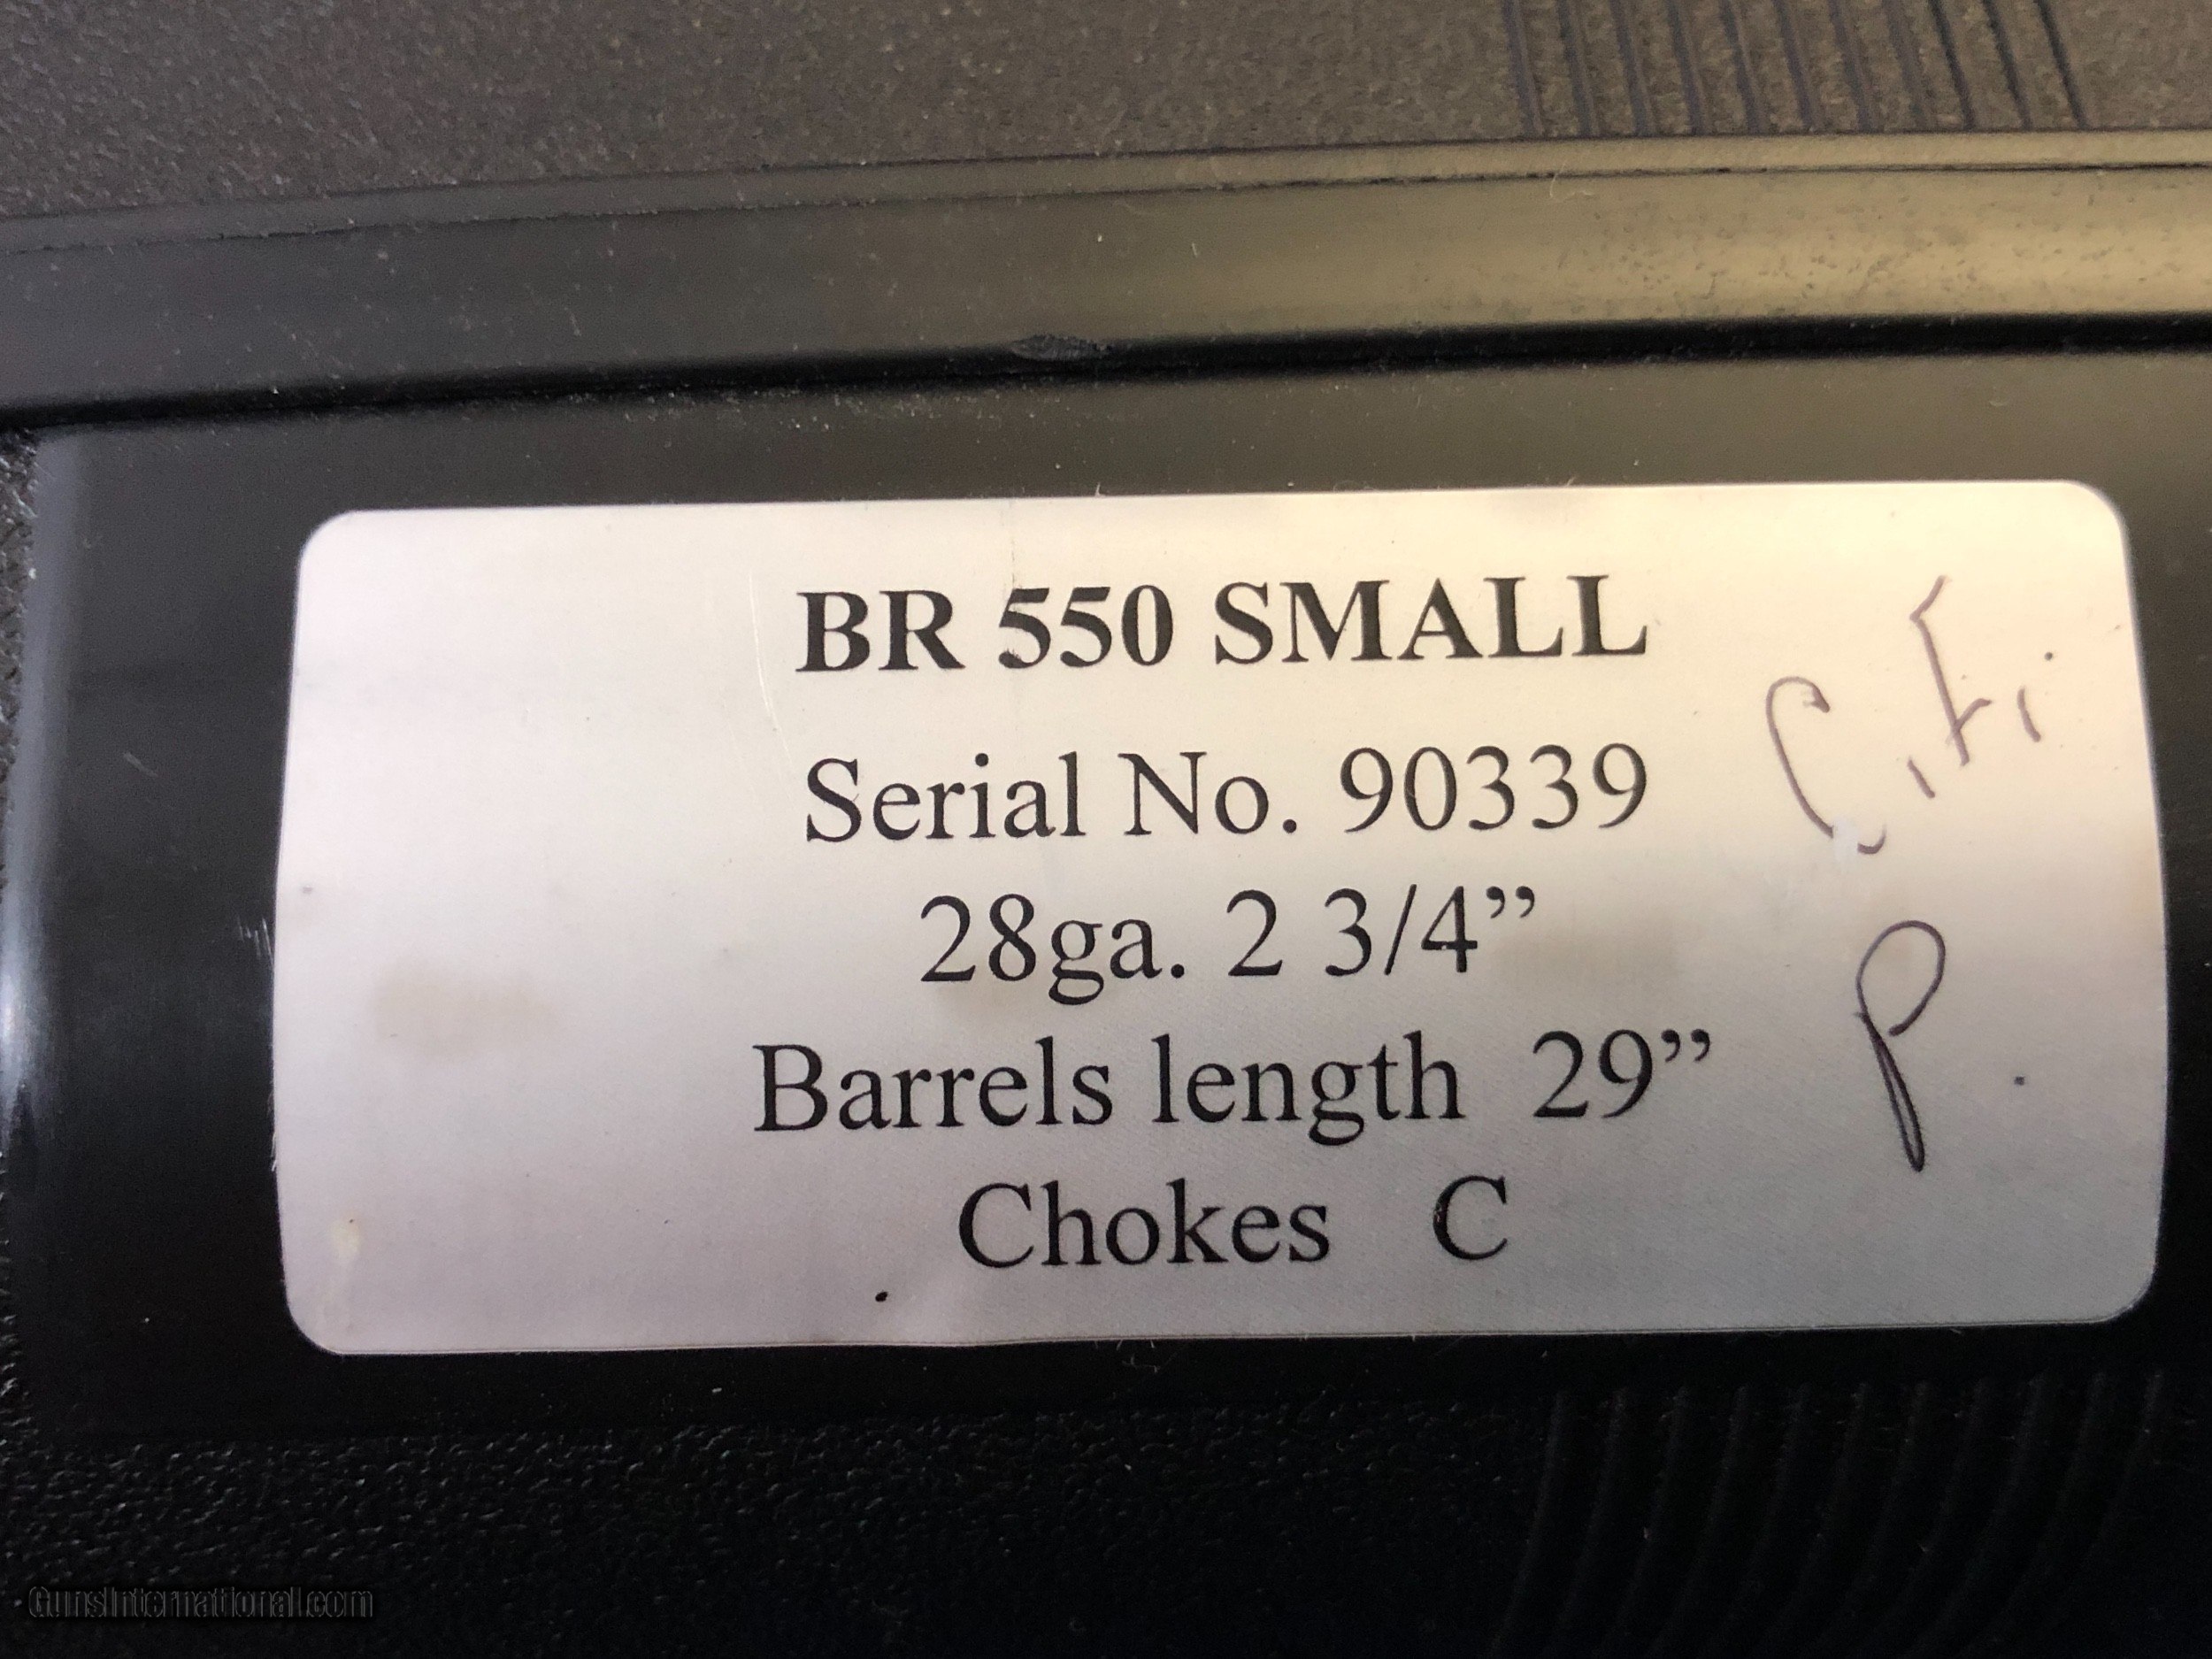 BR 550 SMALL
Serial No. 90339
28ga. 2 3/4”
Barrels length 29”
Chokes C
P.
GunsInternational.com